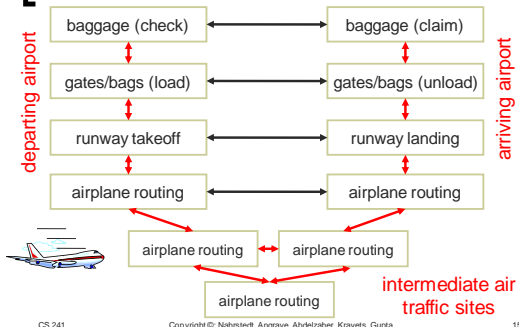 baggage (check)
baggage (claim)
gates/bags (load)
gates/bags (unload)
departing airport
arriving airport
runway takeoff
runway landing
airplane routing
airplane routing
airplane routing
airplane routing
airplane routing
intermediate air
traffic sites
CS 241
Copyright ©: Nahrstedt, Angrave, Abdelzaher, Kravets, Gupta